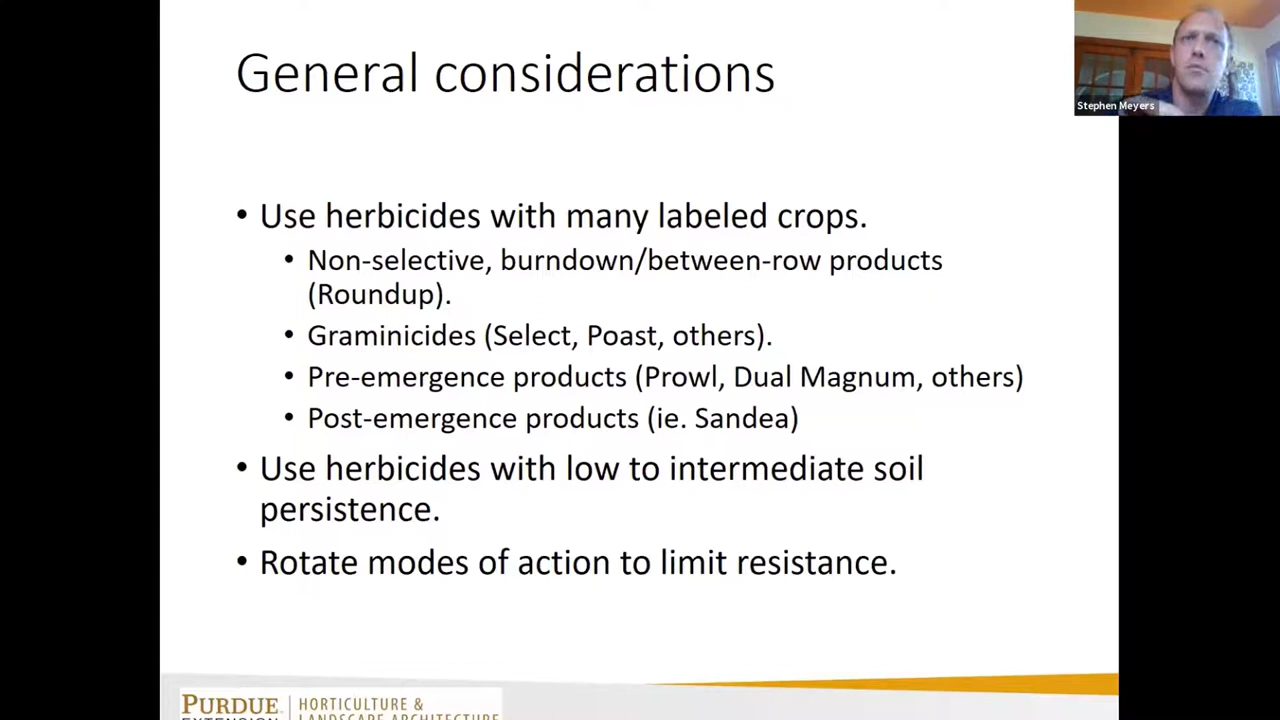 General considerations
Stephen Meyers
• Use herbicides with many labeled crops.
• Non-selective, burndown/between-row products
(Roundup).
• Graminicides (Select, Poast, others).
• Pre-emergence products (Prowl, Dual Magnum, others)
• Post-emergence products (ie. Sandea)
• Use herbicides with low to intermediate soil
persistence.
• Rotate modes of action to limit resistance.
PURDUE
EXTENSION
HORTICULTURE &
LANDSCAPE ARCHITECTURE